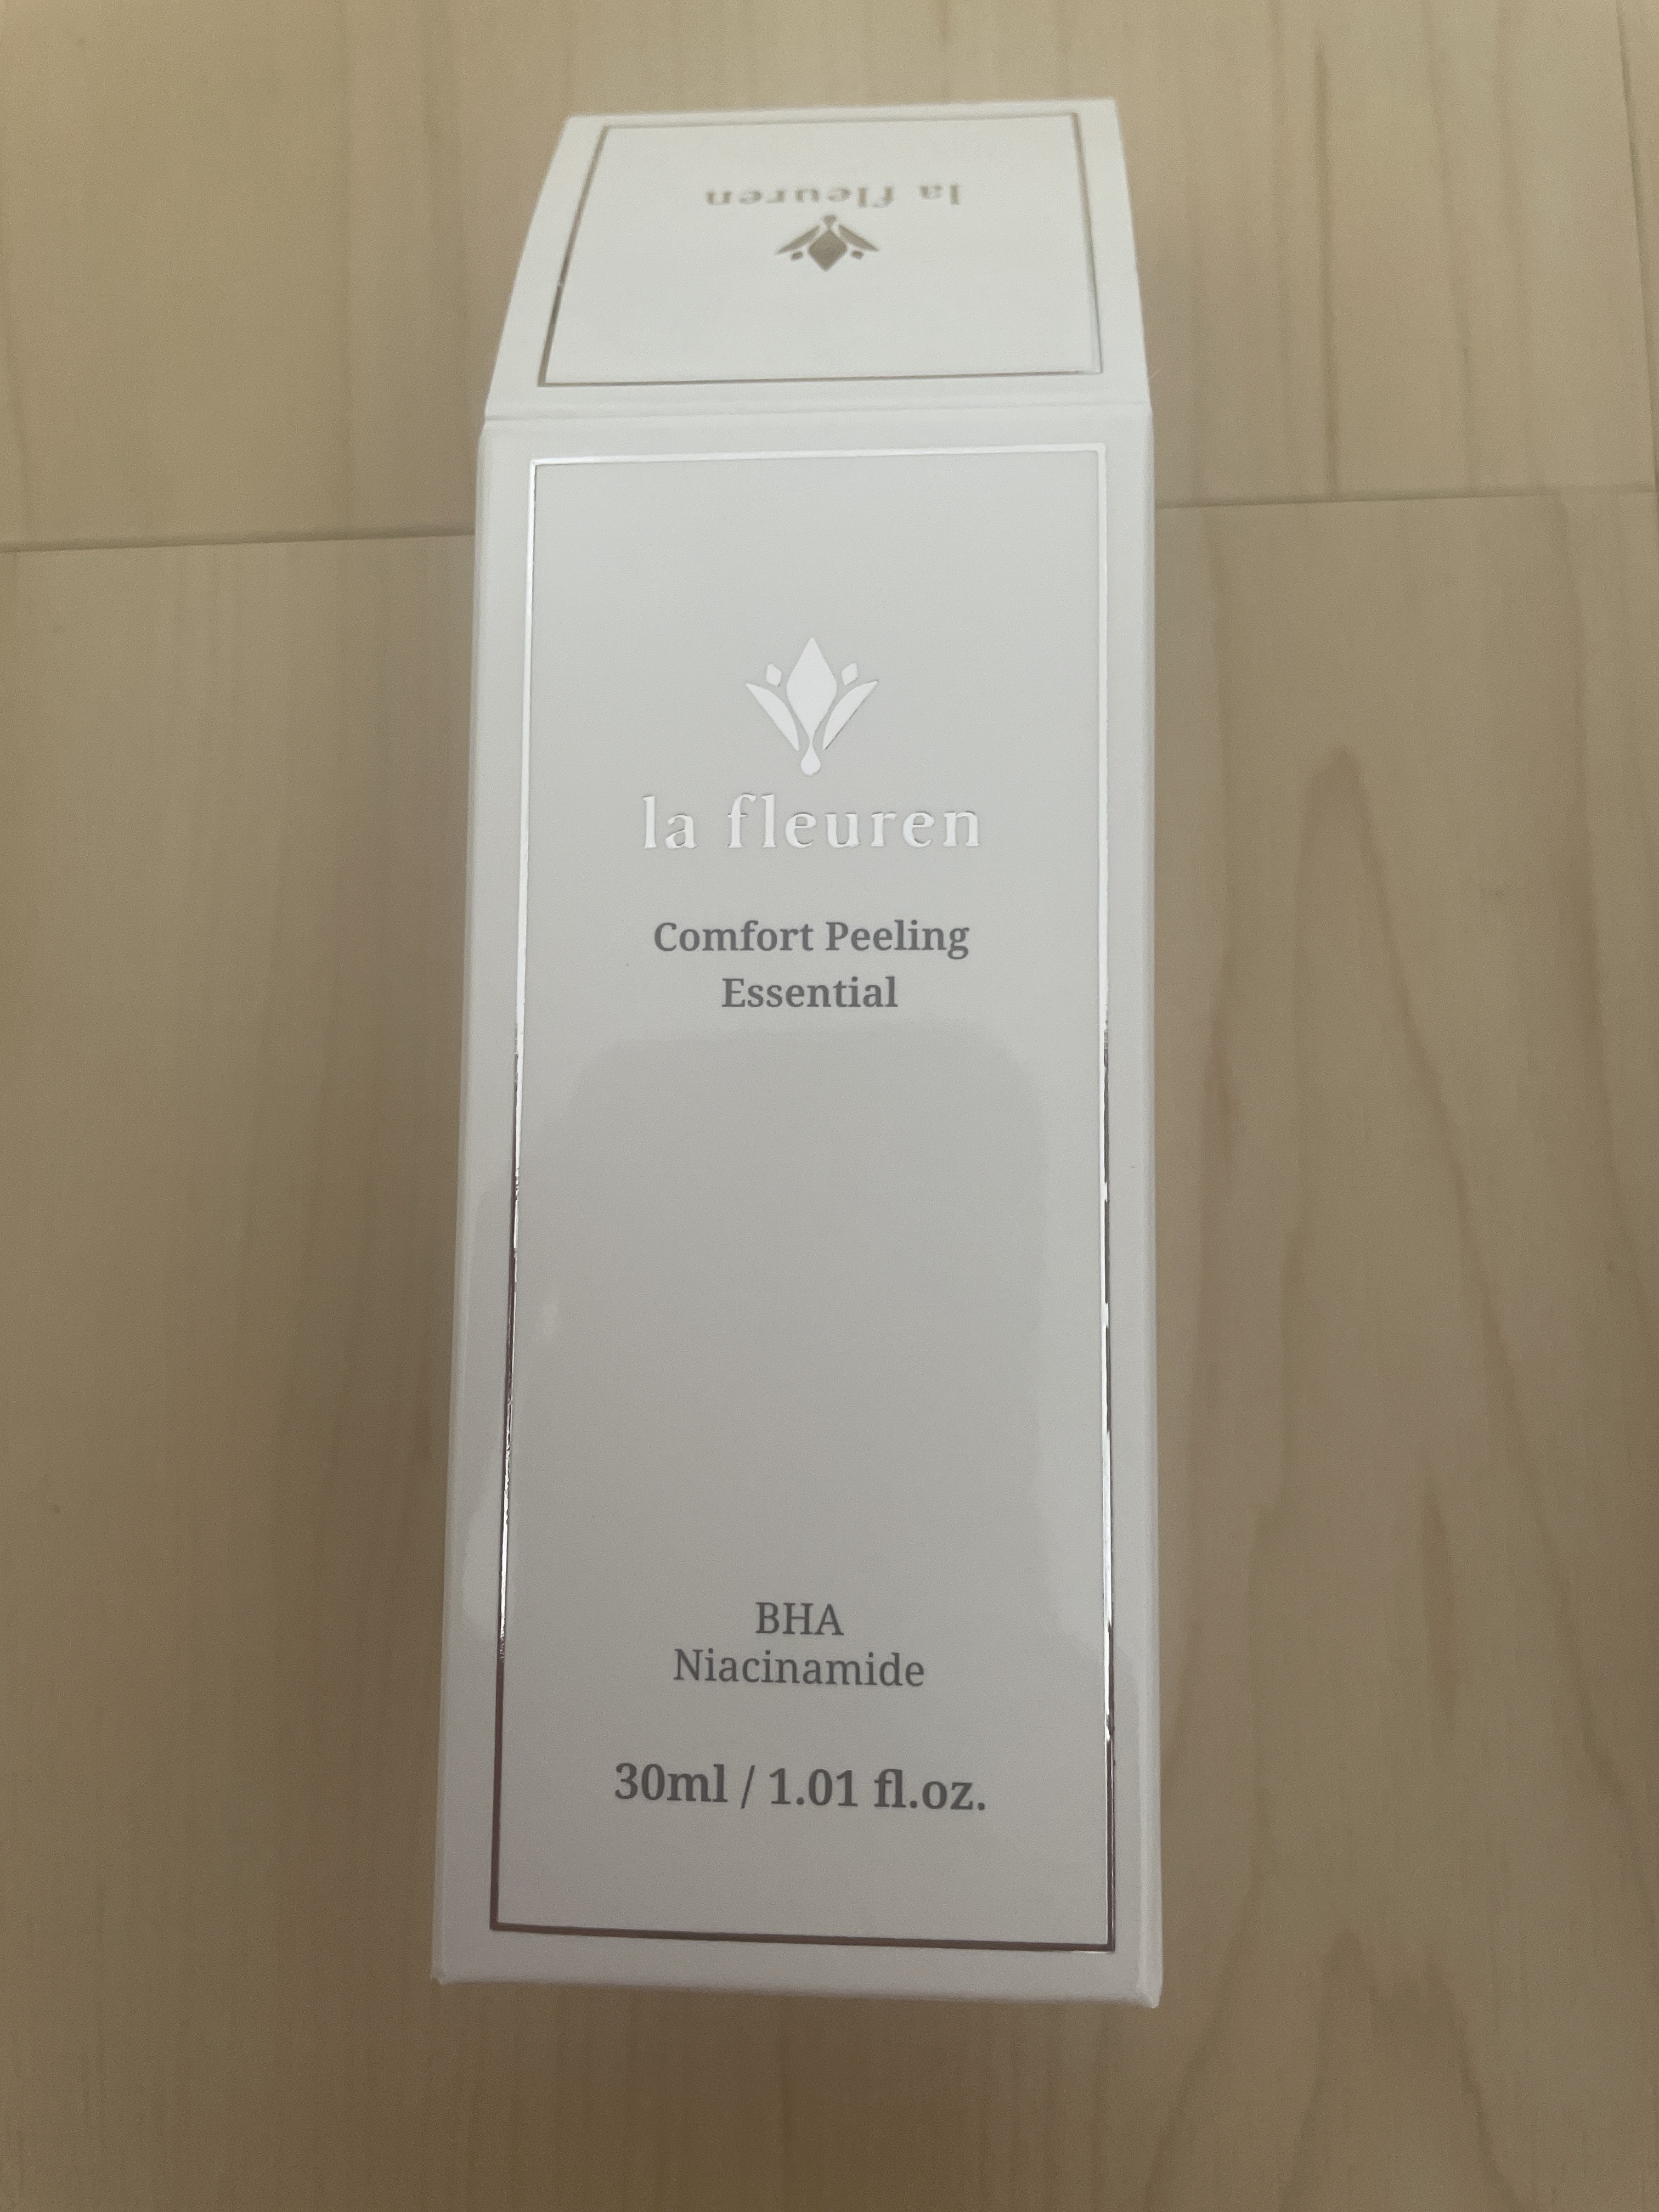 la fleuren
la fleuren
Comfort Peeling
Essential
BHA
Niacinamide
30ml / 1.01 fl.oz.